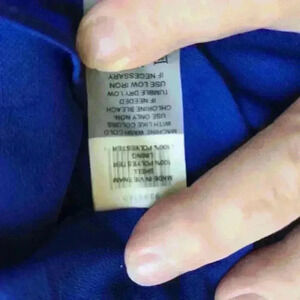 MADE IN VIETNAM
SHELL
100% POLYESTER
LINING
100% POLYESTER
MACHINE WASH COLD
WITH LIKE COLORS
USE ONLY NON
CHLORINE BLEACH
IF NEEDED
TUMBLE DRY LOW
USE LOW IRON
IF NECESSARY